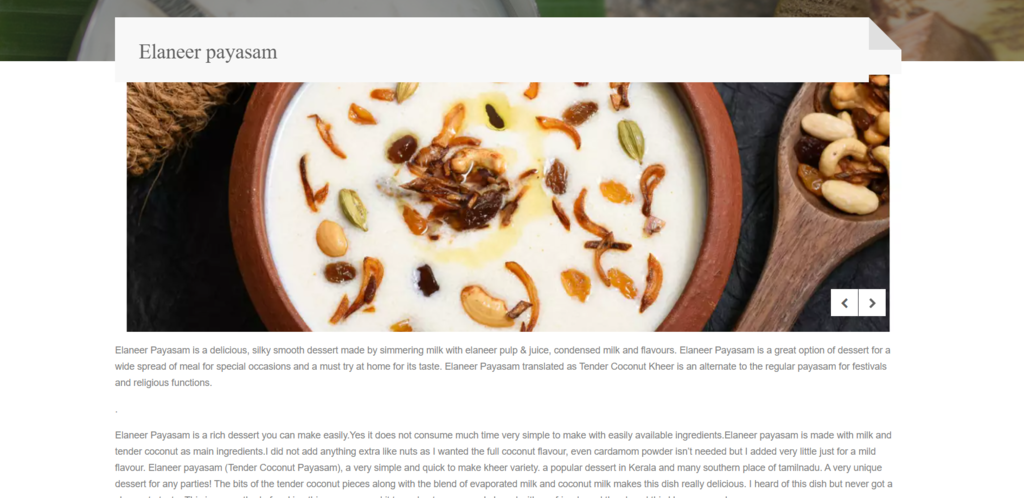 Elaneer payasam
Elaneer Payasam is a delicious, silky smooth dessert made by simmering milk with elaneer pulp & juice, condensed milk and flavours. Elaneer Payasam is a great option of dessert for a
wide spread of meal for special occasions and a must try at home for its taste. Elaneer Payasam translated as Tender Coconut Kheer is an alternate to the regular payasam for festivals
and religious functions.
.
Elaneer Payasam is a rich dessert you can make easily.Yes it does not consume much time very simple to make with easily available ingredients.Elaneer payasam is made with milk and
tender coconut as main ingredients.I did not add anything extra like nuts as I wanted the full coconut flavour, even cardamom powder isn’t needed but I added very little just for a mild
flavour. Elaneer payasam (Tender Coconut Payasam), a very simple and quick to make kheer variety. a popular dessert in Kerala and many southern place of tamilnadu. A very unique
dessert for any parties! The bits of the tender coconut pieces along with the blend of evaporated milk and coconut milk makes this dish really delicious. I heard of this dish but never got a